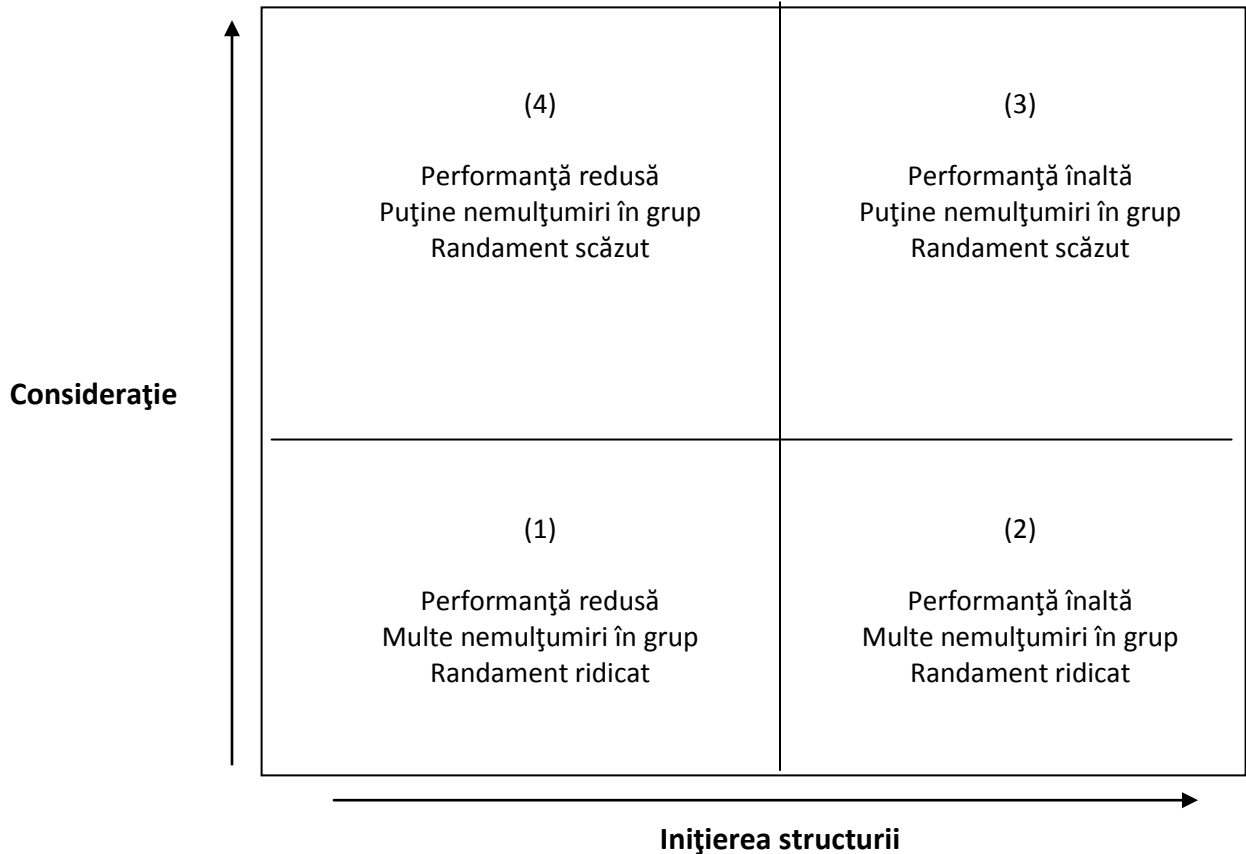 (4)
Performanţă redusă
Puţine nemulţumiri în grup
Randament scăzut
(3)
Performanţă înaltă
Puţine nemulţumiri în grup
Randament scăzut
Consideraţie
(1)
Performanţă redusă
Multe nemulţumiri în grup
Randament ridicat
(2)
Performanţă înaltă
Multe nemulţumiri în grup
Randament ridicat
Iniţierea structurii